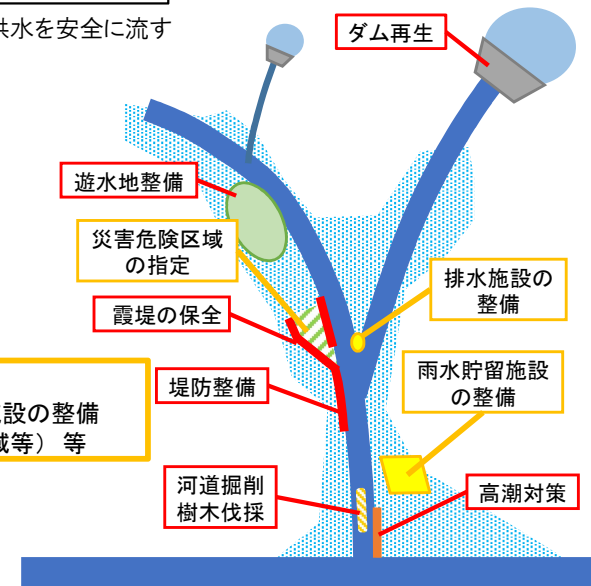 洪水を安全に流す
ダム再生
遊水地整備
災害危険区域
の指定
排水施設の
整備
霞堤の保全
雨水貯留施設
の整備
堤防整備
設の整備
域等） 等
河道掘削
樹木伐採
高潮対策